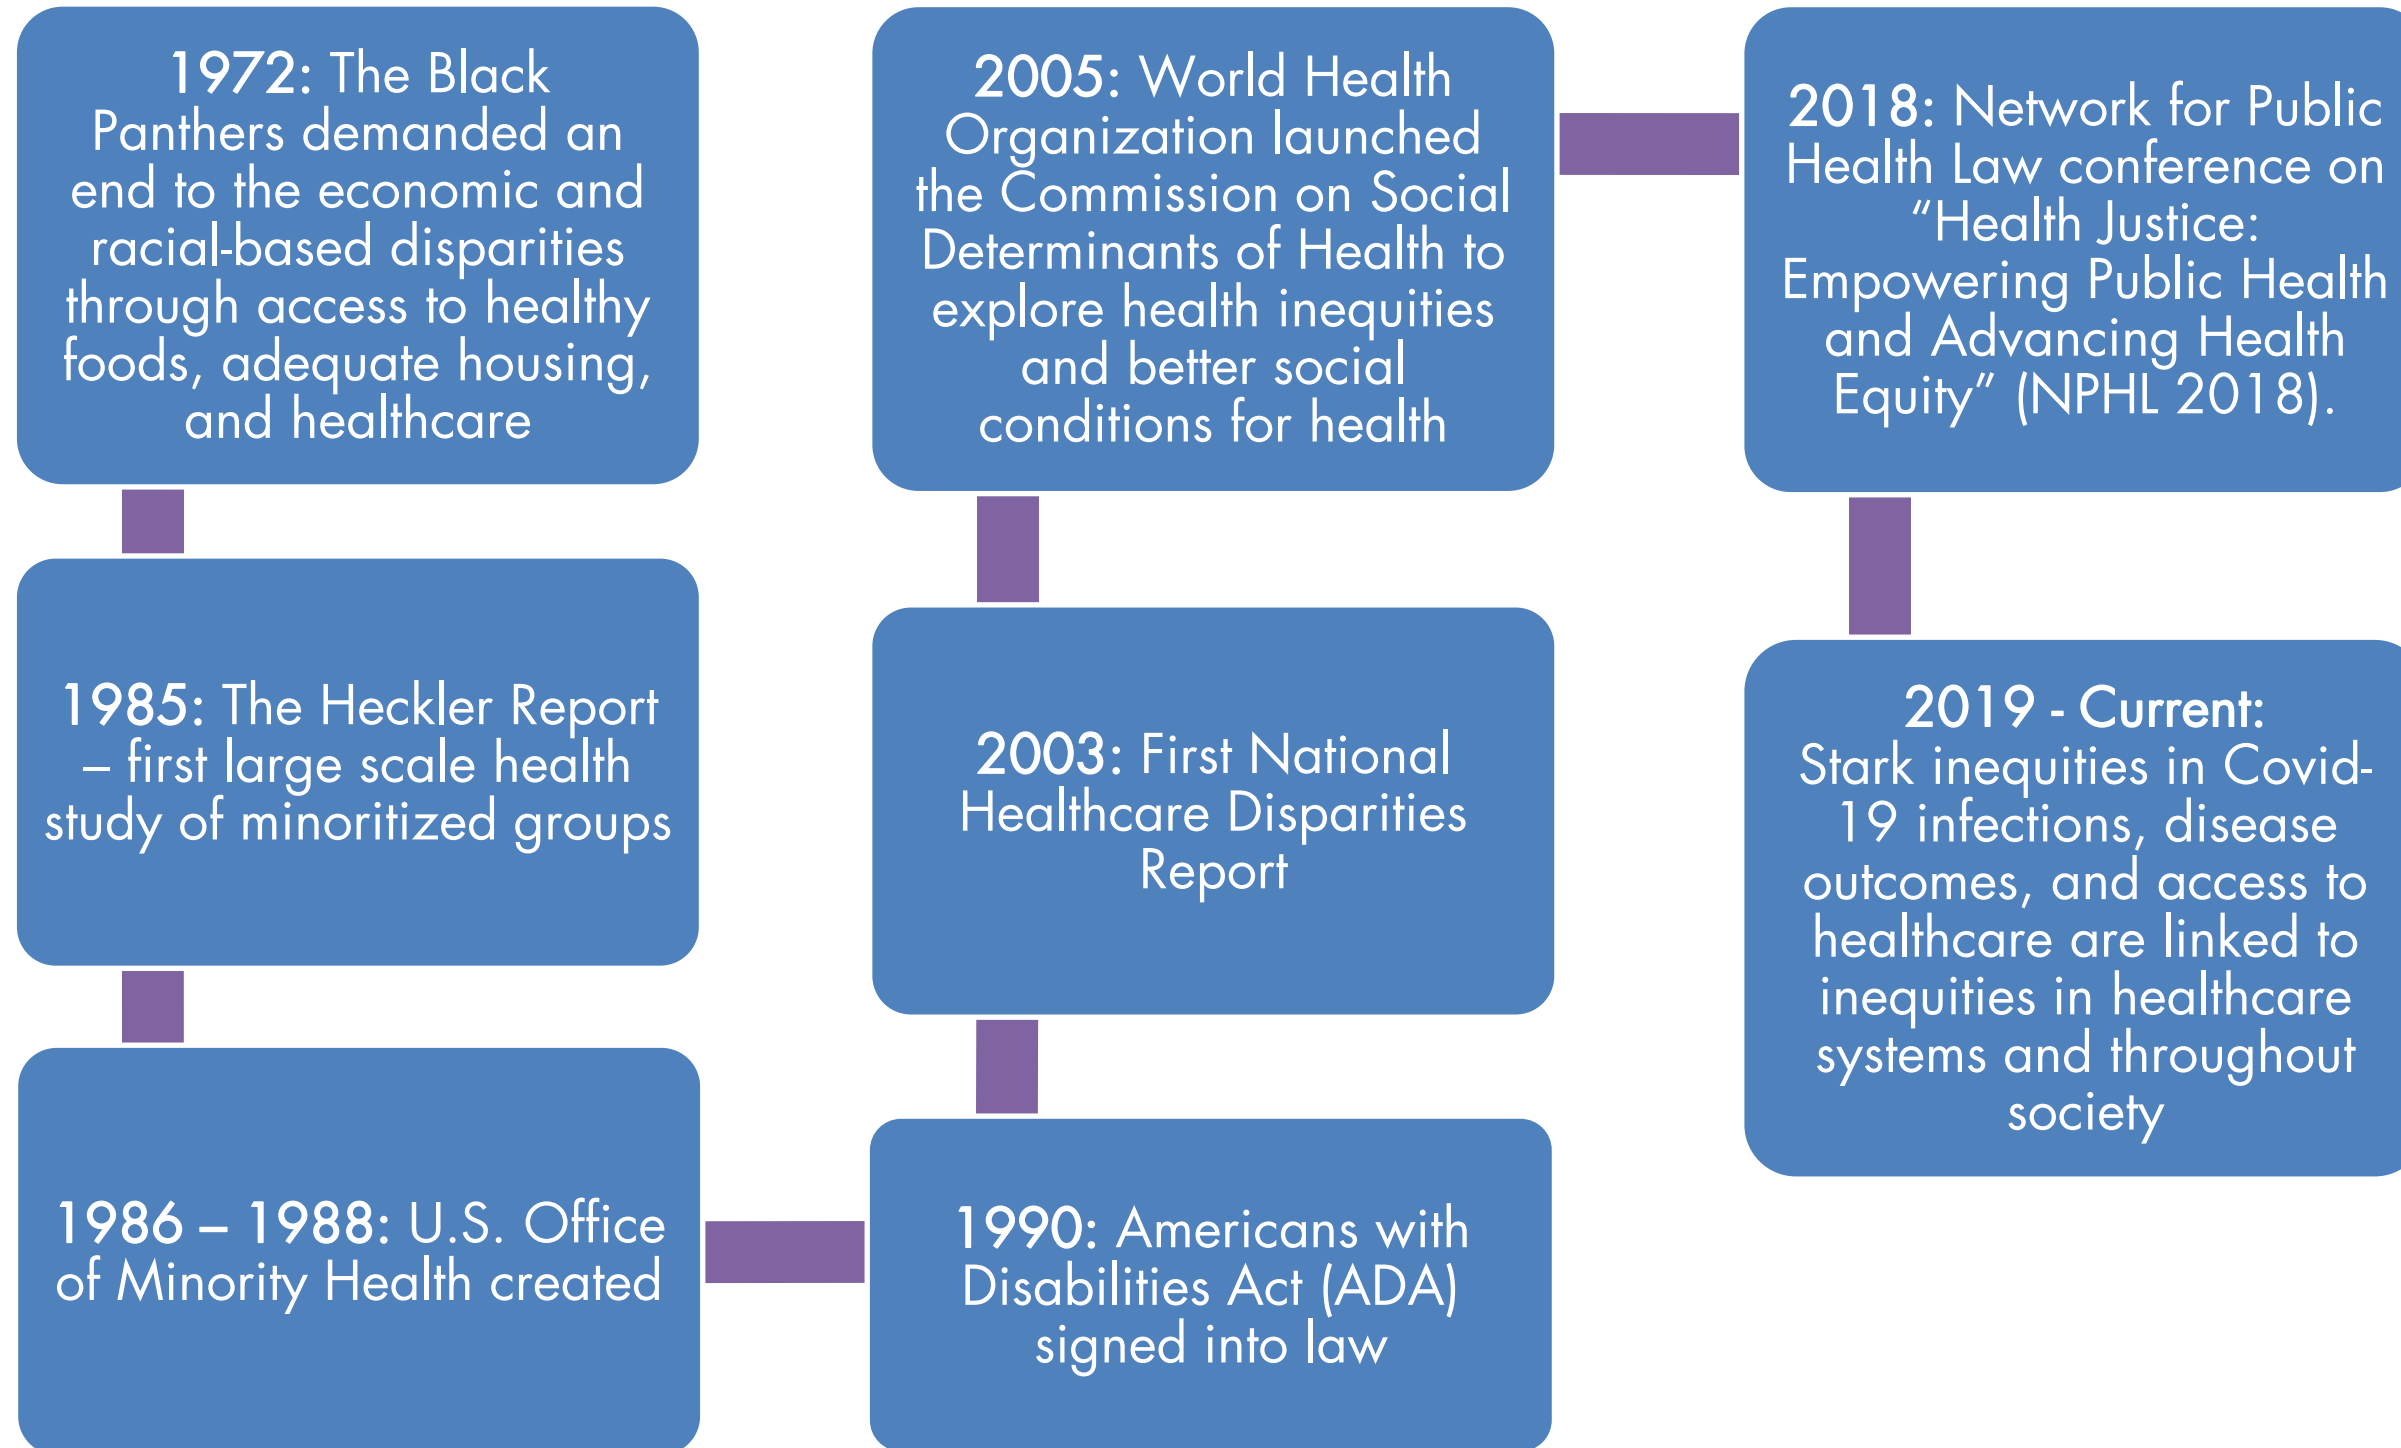 1972: The Black
Panthers demanded an
end to the economic and
racial-based disparities
through access to healthy
foods, adequate housing,
and healthcare
1985: The Heckler Report
– first large scale health
study of minoritized groups
1986 – 1988: U.S. Office
of Minority Health created
1990: Americans with
Disabilities Act (ADA)
signed into law
2003: First National
Healthcare Disparities
Report
2005: World Health
Organization launched
the Commission on Social
Determinants of Health to
explore health inequities
and better social
conditions for health
2018: Network for Public
Health Law conference on
“Health Justice:
Empowering Public Health
and Advancing Health
Equity” (NPHL 2018).
2019 - Current:
Stark inequities in Covid-
19 infections, disease
outcomes, and access to
healthcare are linked to
inequities in healthcare
systems and throughout
society